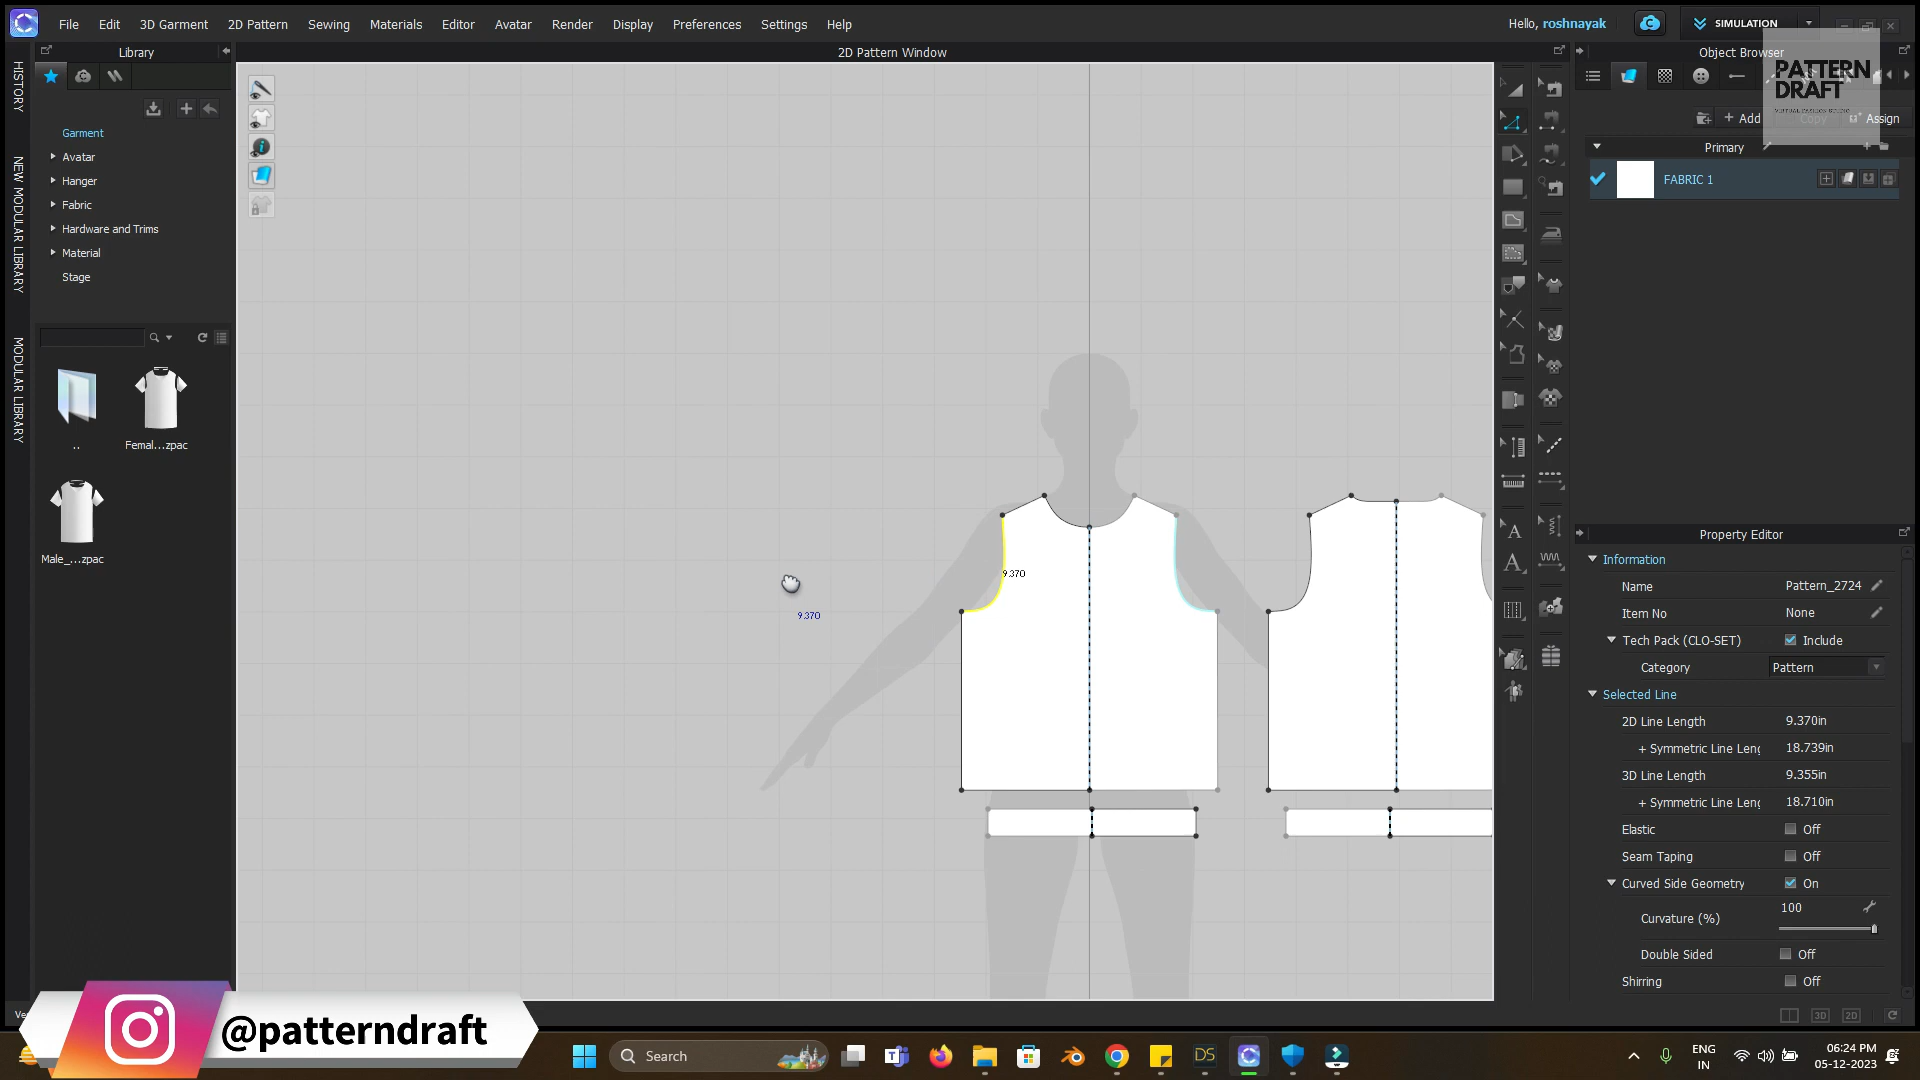 File Edit 3D Garment 2D Pattern Sewing Materials Editor Avatar Render Display Preferences Settings Help
Hello, roshnayak
SIMULATION
Library
2D Pattern Window
Object Browser
PATTERN
DRAFT
HISTORY
NEW MODULAR LIBRARY
MODULAR LIBRARY
Garment
Avatar
Hanger
Fabric
Hardware and Trims
Material
Stage
..
Femal...zpac
Male_...zpac
9.370
9.370
+ Add
Copy
Assign
Primary
FABRIC 1
Property Editor
Information
Name Pattern_2724
Item No None
Tech Pack (CLO-SET) Include
Category Pattern
Selected Line
2D Line Length 9.370in
+ Symmetric Line Leng 18.739in
3D Line Length 9.355in
+ Symmetric Line Leng 18.710in
Elastic Off
Seam Taping Off
Curved Side Geometry On
Curvature (%) 100
Double Sided Off
Shirring Off
3D 2D
Ve
@patterndraft
Search
DS
ENG
IN
06:24 PM
05-12-2023